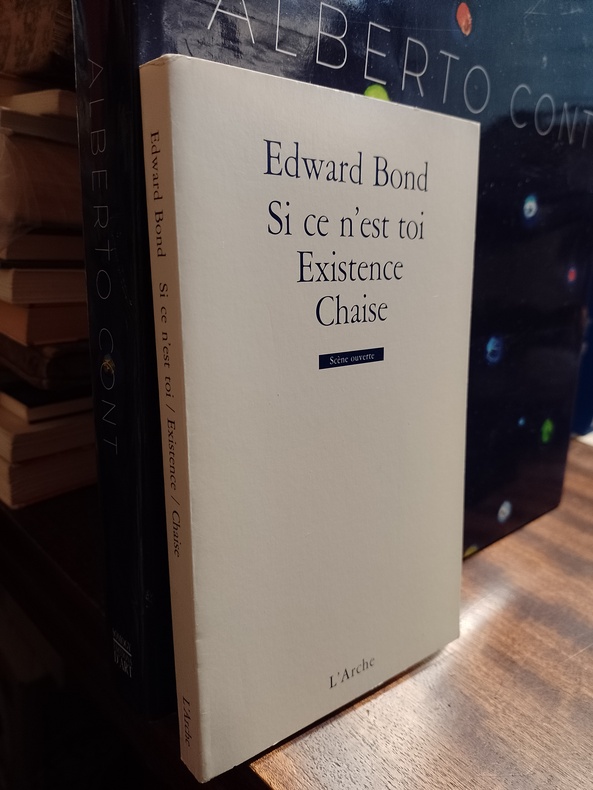 ALBERTO CONT
ALBERTO CONT
Edward Bond
Si ce n'est toi
Existence
Chaise
Scène ouverte
L'Arche
Edward Bond Si ce n'est toi / Existence / Chaise L'Arche